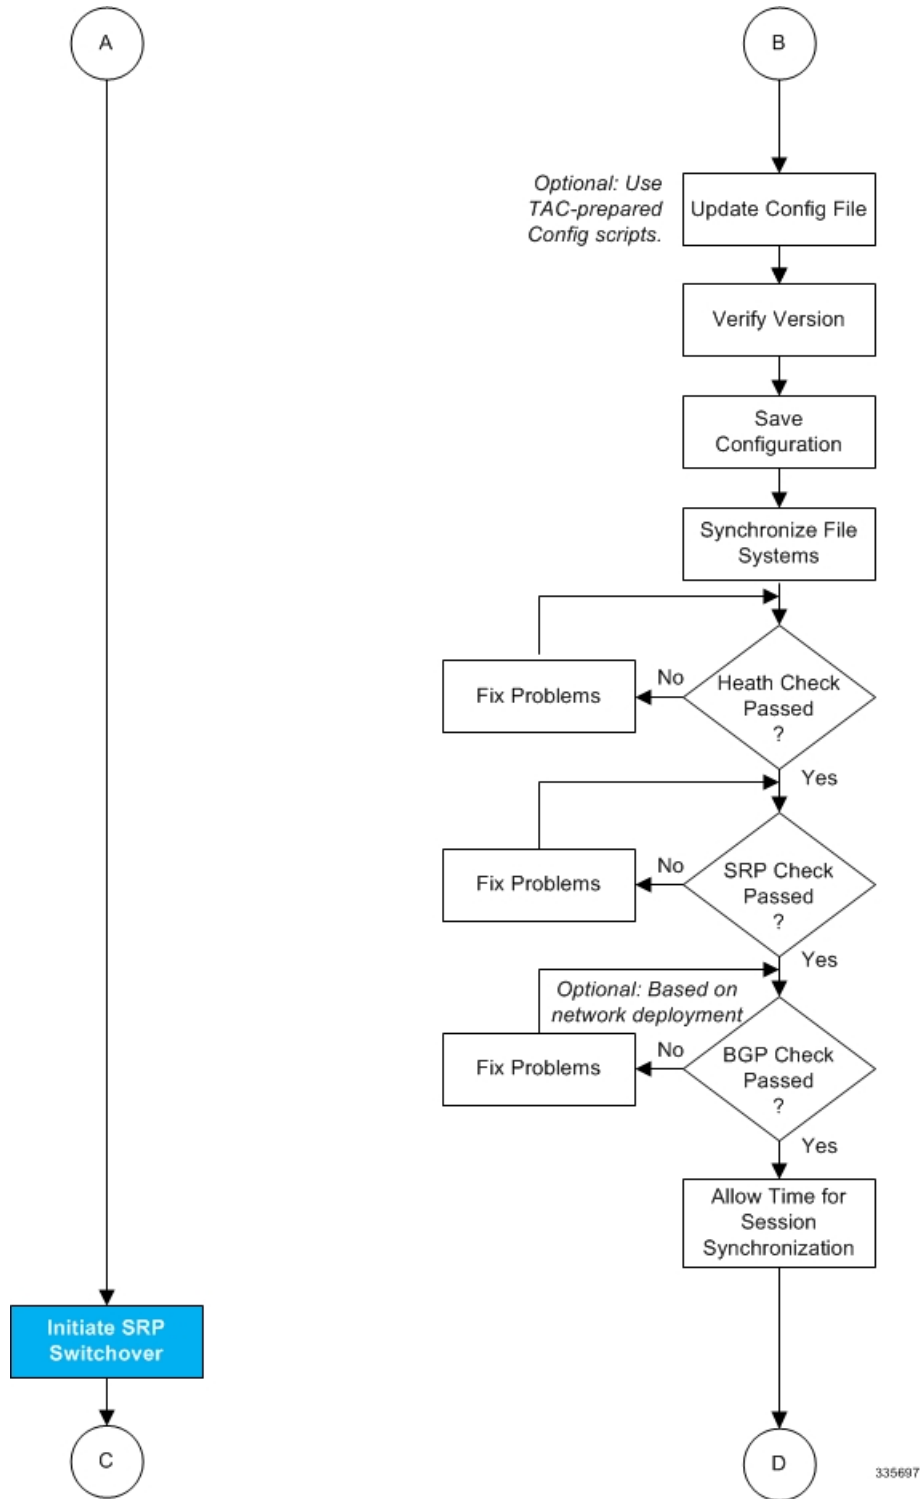 A
B
Optional: Use
TAC-prepared
Config scripts.
Update Config File
Verify Version
Save
Configuration
Synchronize File
Systems
Heath Check
Passed
?
No
Fix Problems
Yes
SRP Check
Passed
?
No
Fix Problems
Yes
Optional: Based on
network deployment
BGP Check
Passed
?
No
Fix Problems
Yes
Allow Time for
Session
Synchronization
Initiate SRP
Switchover
C
D
335697